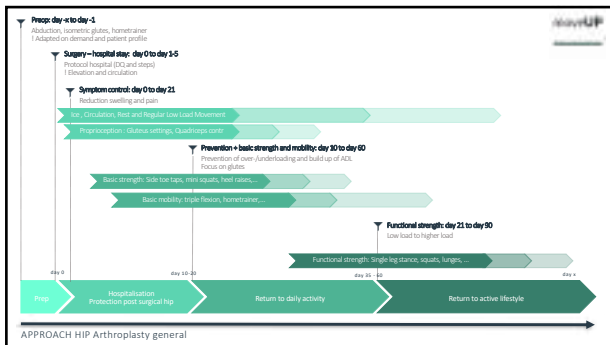 Preop: day -x to day -1
Abduction, isometric glutes, hometrainer
! Adapted on demand and patient profile
Surgery – hospital stay: day 0 to day 1-5
Protocol hospital (DQ and steps)
! Elevation and circulation
Symptom control: day 0 to day 21
Reduction swelling and pain
Ice , Circulation, Rest and Regular Low Load Movement
Proprioception : Gluteus settings, Quadriceps contr
Prevention + basic strength and mobility: day 10 to day 60
Prevention of over-/underloading and build up of ADL
Focus on glutes
Basic strength: Side toe taps, mini squats, heel raises,…
Basic mobility: triple flexion, hometrainer,…
Functional strength: day 21 to day 90
Low load to higher load
Functional strength: Single leg stance, squats, lunges, …
day 0
day 10-20
day 35 - 60
day x
Prep
Hospitalisation
Protection post surgical hip
Return to daily activity
Return to active lifestyle
APPROACH HIP Arthroplasty general